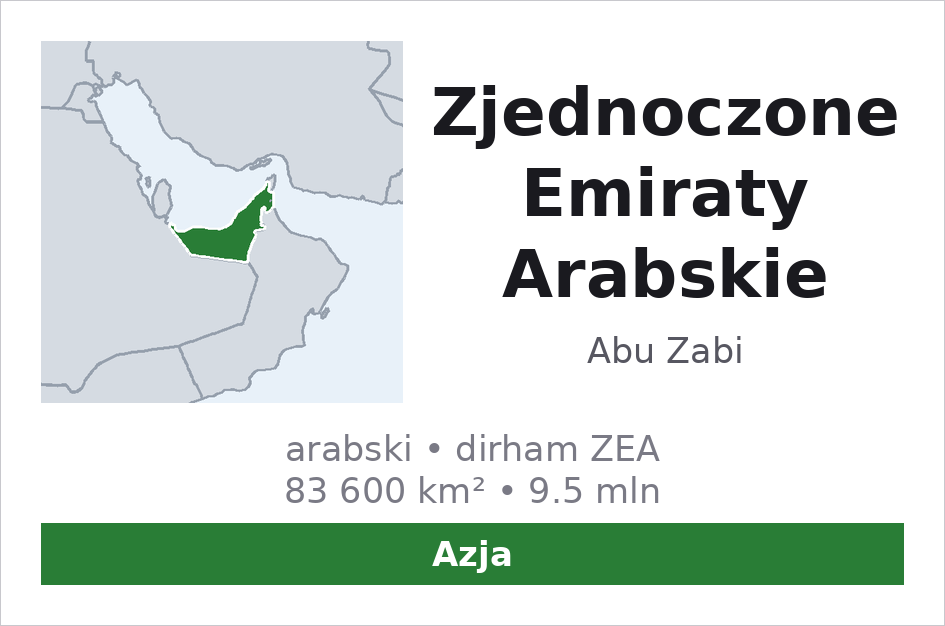 Zjednoczone
Emiraty
Arabskie
Abu Zabi
arabski • dirham ZEA
83 600 km² • 9.5 mln
Azja